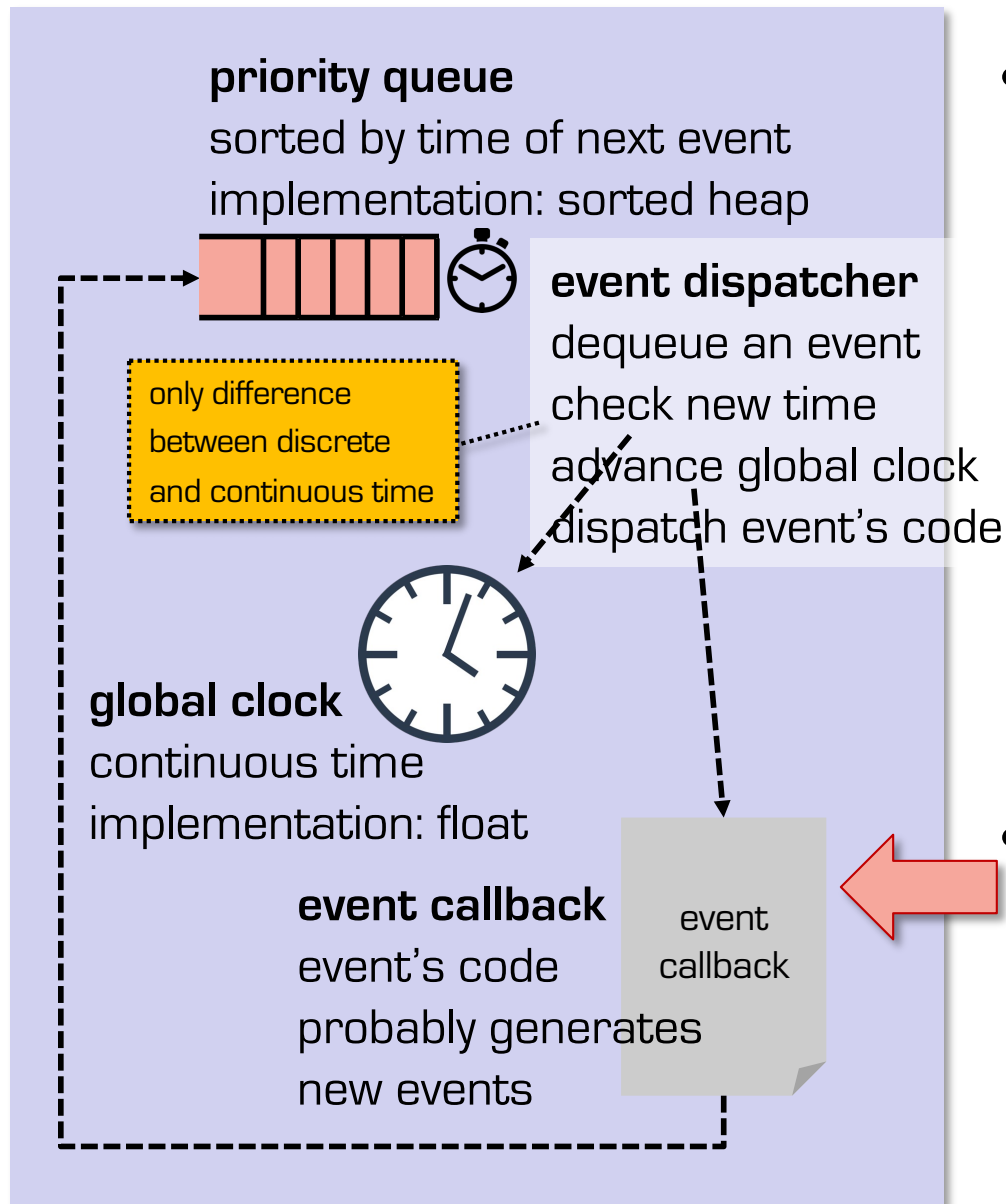 priority queue
sorted by time of next event
implementation: sorted heap
event dispatcher
dequeue an event
check new time
advance global clock
dispatch event's code
only difference
between discrete
and continuous time
global clock
continuous time
implementation: float
event callback
event's code
probably generates
new events
event
callback